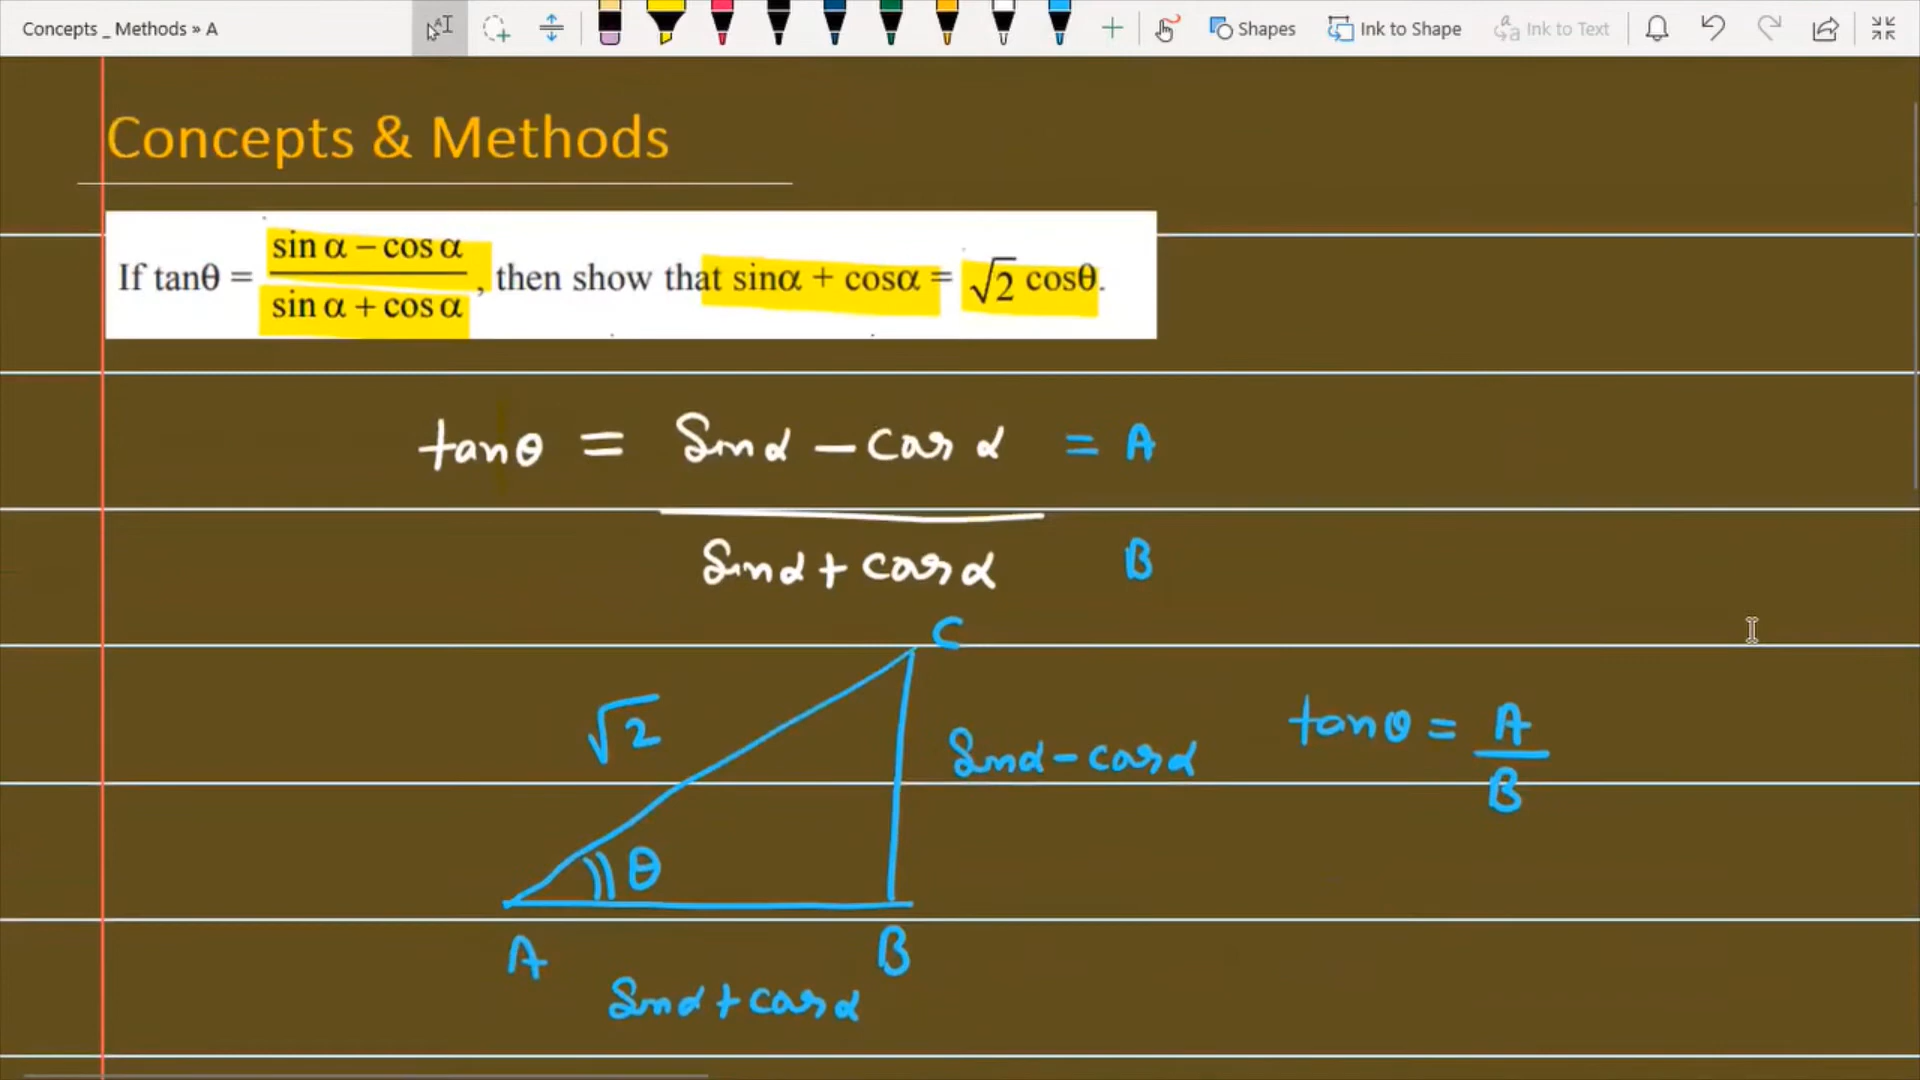 Concepts _ Methods » A
Shapes
Ink to Shape
Ink to Text
Concepts & Methods
If tanθ = sin α – cos α / sin α + cos α, then show that sinα + cosα = √2 cosθ.
tanθ = Sinα – cosα = A
Sinα + cosα B
C
√2
Sinα – cosα
tanθ = A
B
θ
A B
Sinα + cosα